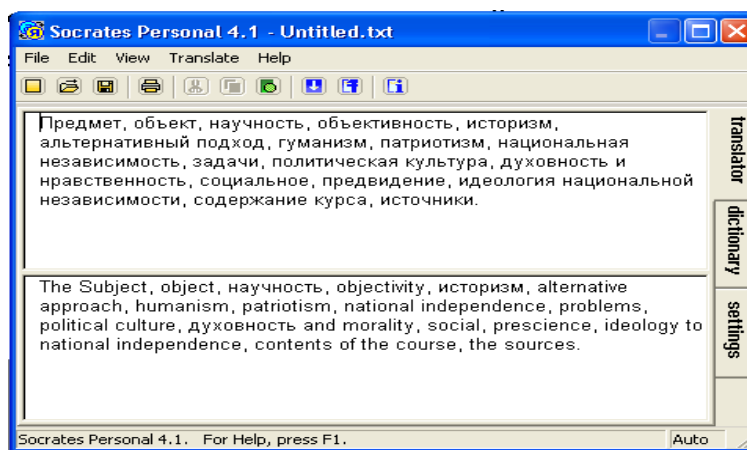 Socrates Personal 4.1 - Untitled.txt
File Edit View Translate Help
Предмет, объект, научность, объективность, историзм,
альтернативный подход, гуманизм, патриотизм, национальная
независимость, задачи, политическая культура, духовность и
нравственность, социальное, предвидение, идеология национальной
независимости, содержание курса, источники.
The Subject, object, научность, objectivity, историзм, alternative
approach, humanism, patriotism, national independence, problems,
political culture, духовность and morality, social, prescience, ideology to
national independence, contents of the course, the sources.
translator
dictionary
settings
Socrates Personal 4.1. For Help, press F1.
Auto